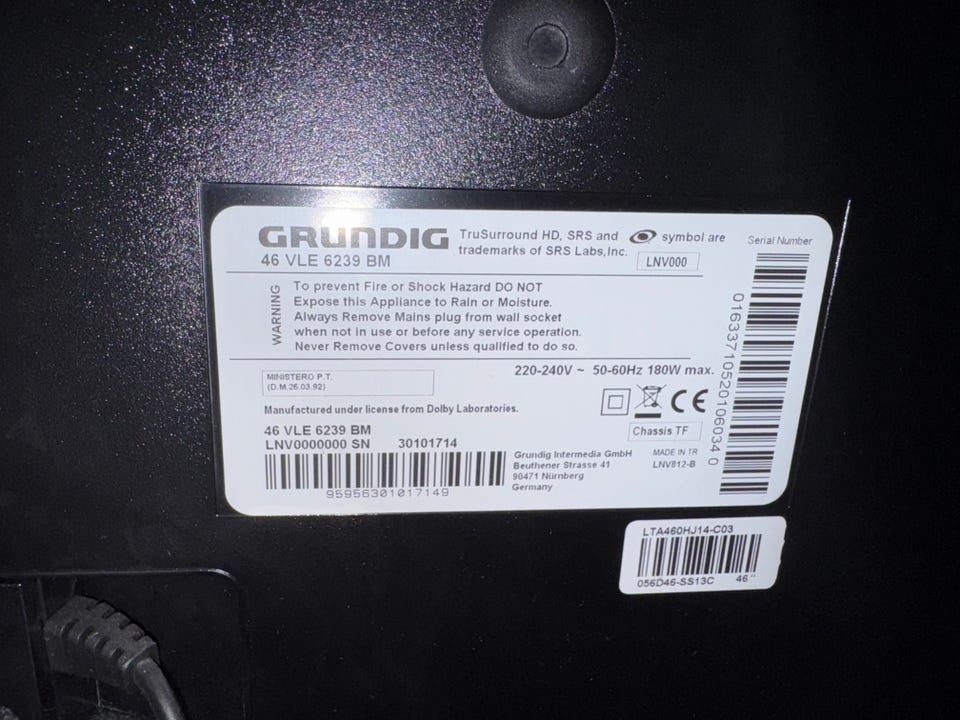 GRUNDIG
46 VLE 6239 BM
TruSurround HD, SRS and symbol are
trademarks of SRS Labs,Inc.
LNV000
Serial Number
WARNING
To prevent Fire or Shock Hazard DO NOT
Expose this Appliance to Rain or Moisture.
Always Remove Mains plug from wall socket
when not in use or before any service operation.
Never Remove Covers unless qualified to do so.
220-240V ~ 50-60Hz 180W max.
MINISTERO P.T.
(D.M.26.03.92)
Manufactured under license from Dolby Laboratories.
46 VLE 6239 BM
LNV0000000 SN 30101714
95956301017149
CE
Chassis TF
Grundig Intermedia GmbH
Beuthener Strasse 41
90471 Nürnberg
Germany
MADE IN TR
LNV812-B
01633710520106034 0
LTA460HJ14-C03
056D46-SS13C 46"